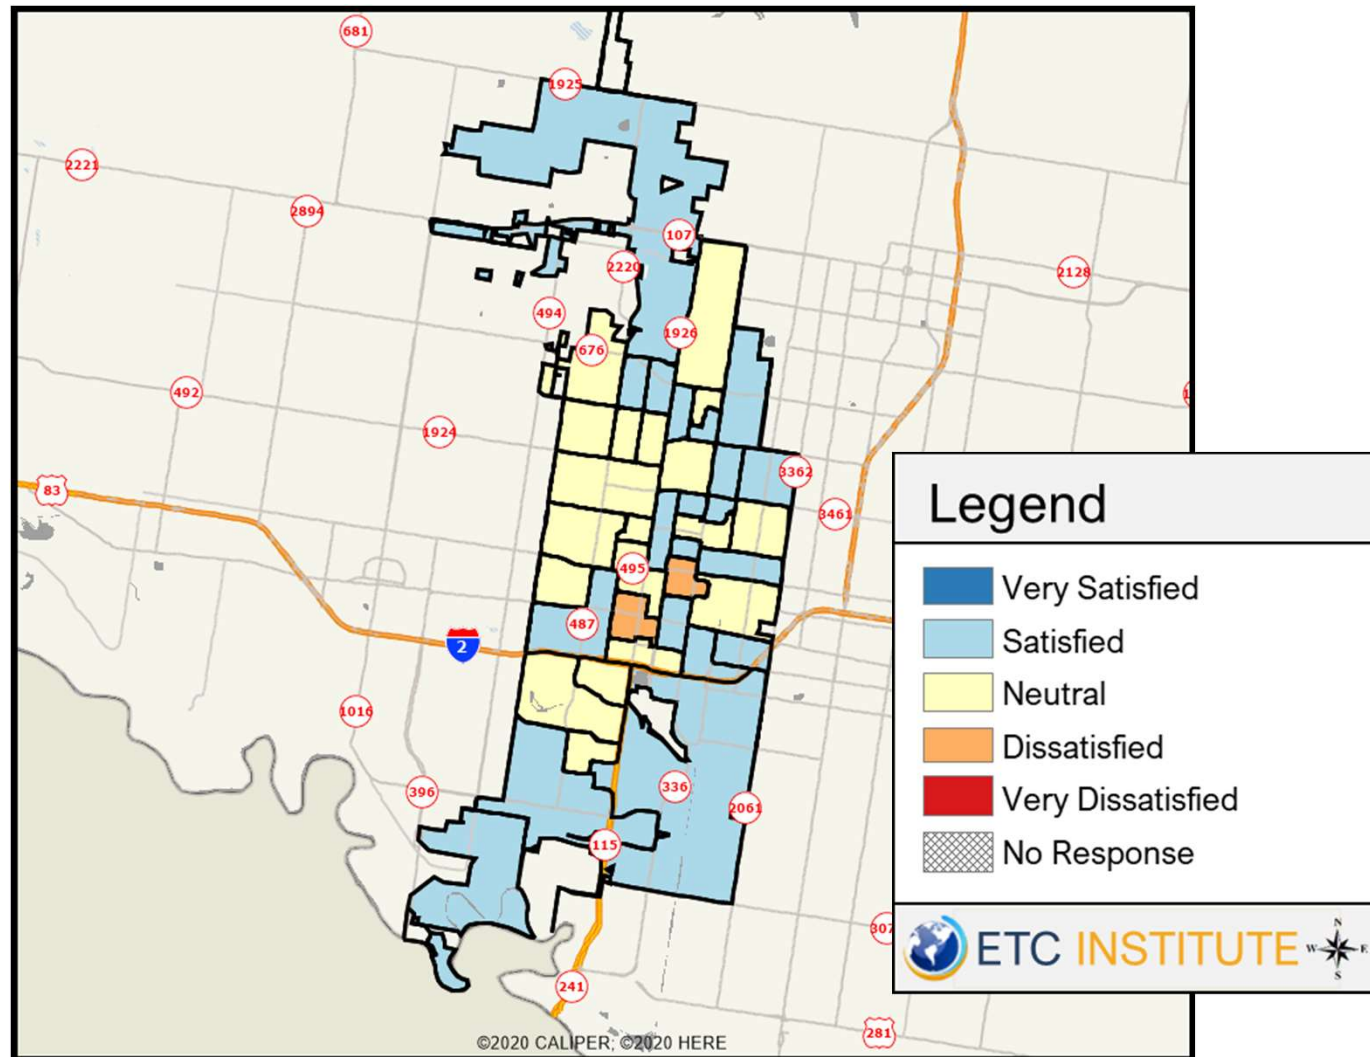 681
1925
2221
2894
107
2220
2128
494
1926
676
492
1924
3362
83
3461
495
487
2
1016
336
396
2061
115
307
241
281
©2020 CALIPER; ©2020 HERE
Legend
Very Satisfied
Satisfied
Neutral
Dissatisfied
Very Dissatisfied
No Response
ETC INSTITUTE
N
W
E
S